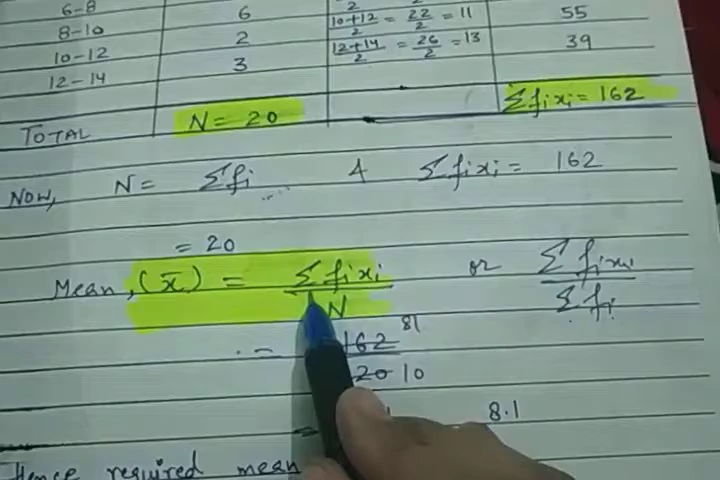 6-8 6 2
8-10 2 10+12/2 = 22/2 = 11 55
10-12 3 12+14/2 = 26/2 = 13 39
12-14
TOTAL N = 20 Σfixi = 162
NOW, N = Σfi & Σfixi = 162
= 20
Mean, (x̄) = Σfixi/N or Σfixi/Σfi
= 162 81
20 10
8.1
Hence required mean